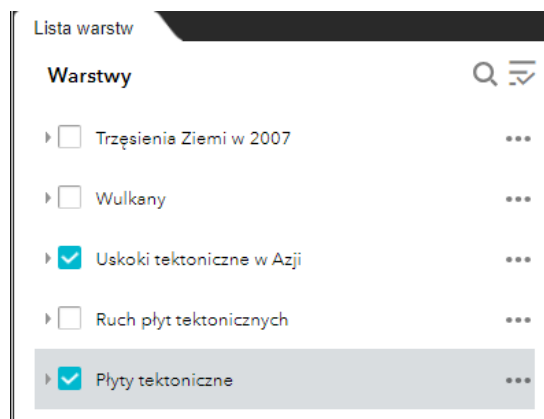 Lista warstw
Warstwy
Trzęsienia Ziemi w 2007
Wulkany
Uskoki tektoniczne w Azji
Ruch płyt tektonicznych
Płyty tektoniczne